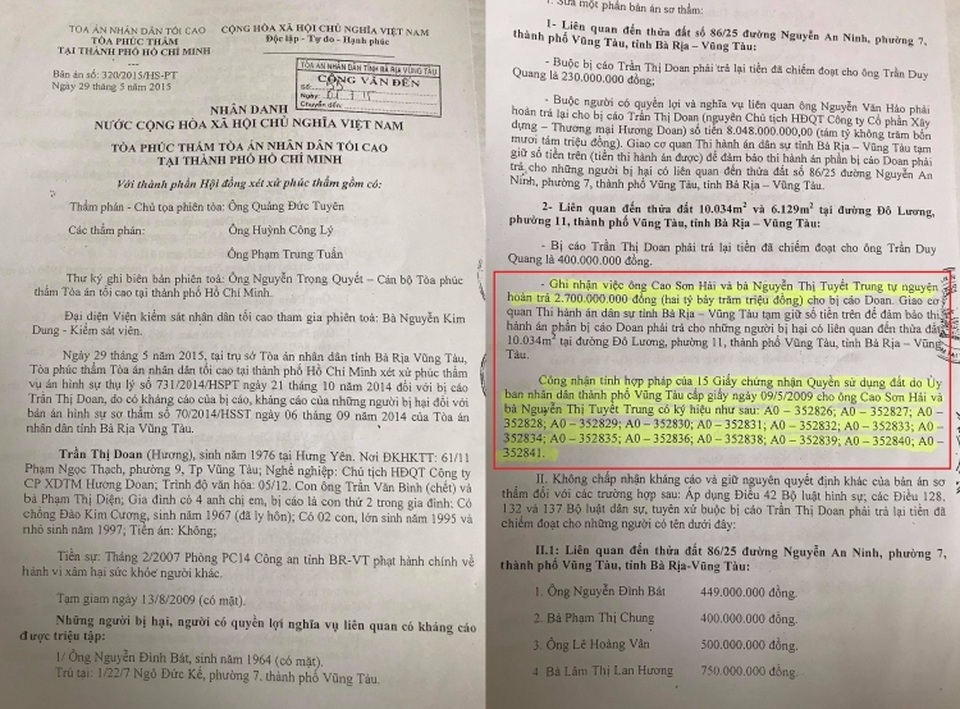 TOÀ ÁN NHÂN DÂN TỐI CAO
TÒA PHÚC THẨM
TẠI THÀNH PHỐ HỒ CHÍ MINH
Bản án số: 320/2015/HS-PT
Ngày 29 tháng 5 năm 2015
CỘNG HÒA XÃ HỘI CHỦ NGHĨA VIỆT NAM
Độc lập - Tự do - Hạnh phúc
TÒA ÁN NHÂN DÂN TỈNH BÀ RỊA VŨNG TÀU
CÔNG VĂN ĐẾN
Số:
Ngày:
Chuyển đến:
NHÂN DANH
NƯỚC CỘNG HÒA XÃ HỘI CHỦ NGHĨA VIỆT NAM
TÒA PHÚC THẨM TÒA ÁN NHÂN DÂN TỐI CAO
TẠI THÀNH PHỐ HỒ CHÍ MINH
Với thành phần Hội đồng xét xử phúc thẩm gồm có:
Thẩm phán - Chủ tọa phiên tòa: Ông Quảng Đức Tuyên
Các thẩm phán: Ông Huỳnh Công Lý
Ông Phạm Trung Tuấn
Thư ký ghi biên bản phiên toà: Ông Nguyễn Trọng Quyết – Cán bộ Tòa phúc
thẩm Tòa án tối cao tại thành phố Hồ Chí Minh.
Đại diện Viện kiểm sát nhân dân tối cao tham gia phiên toà: Bà Nguyễn Kim
Dung - Kiểm sát viên.
Ngày 29 tháng 5 năm 2015, tại trụ sở Tòa án nhân dân tỉnh Bà Rịa Vũng Tàu,
Tòa phúc thẩm Tòa án nhân dân tối cao tại thành phố Hồ Chí Minh xét xử phúc thẩm
vụ án hình sự thụ lý số 731/2014/HSPT ngày 21 tháng 10 năm 2014 đối với bị cáo
Trần Thị Doan, do có kháng cáo của bị cáo, kháng cáo của những người bị hại đối với
bản án hình sự sơ thẩm số 70/2014/HSST ngày 06 tháng 09 năm 2014 của Tòa án
nhân dân tỉnh Bà Rịa Vũng Tàu.
Trần Thị Doan (Hương), sinh năm 1976 tại Hưng Yên. Nơi ĐKHKTT: 61/11
Phạm Ngọc Thạch, phường 9, Tp Vũng Tàu; Nghề nghiệp: Chủ tịch HĐQT Công ty
CP XDTM Hương Doan; Trình độ văn hóa: 05/12. Con ông Trần Văn Bình (chết) và
bà Phạm Thị Diện; Gia đình có 4 anh chị em, bị cáo là con thứ 2 trong gia đình; Có
chồng Đào Kim Cương, sinh năm 1967 (đã ly hôn); Có 02 con, lớn sinh năm 1995 và
nhỏ sinh năm 1997; Tiền án: Không;
Tiền sự: Tháng 2/2007 Phòng PC14 Công an tỉnh BR-VT phạt hành chính về
hành vi xâm hại sức khỏe người khác.
Tạm giam ngày 13/8/2009 (có mặt).
Những người bị hại, người có quyền lợi nghĩa vụ liên quan có kháng cáo
được triệu tập:
1/ Ông Nguyễn Đình Bát, sinh năm 1964 (có mặt).
Trú tại: 1/22/7 Ngô Đức Kế, phường 7, thành phố Vũng Tàu.
1. Sửa một phần bản án sơ thẩm:
1- Liên quan đến thửa đất số 86/25 đường Nguyễn An Ninh, phường 7,
thành phố Vũng Tàu, tỉnh Bà Rịa – Vũng Tàu:
- Buộc bị cáo Trần Thị Doan phải trả lại tiền đã chiếm đoạt cho ông Trần Duy
Quang là 230.000.000 đồng;
- Buộc người có quyền lợi và nghĩa vụ liên quan ông Nguyễn Văn Hảo phải
hoàn trả lại cho bị cáo Trần Thị Doan (nguyên Chủ tịch HĐQT Công ty Cổ phần Xây
dựng – Thương mại Hương Doan) số tiền 8.048.000.000,00 (tám tỷ không trăm bốn
mươi tám triệu đồng). Giao cơ quan Thi hành án dân sự tỉnh Bà Rịa – Vũng Tàu tạm
giữ số tiền trên (tiền thi hành án được) để đảm bảo thi hành án phần bị cáo Doan phải
trả cho những người bị hại có liên quan đến thửa đất số 86/25 đường Nguyễn An
Ninh, phường 7, thành phố Vũng Tàu, tỉnh Bà Rịa – Vũng Tàu.
2- Liên quan đến thửa đất 10.034m² và 6.129m² tại đường Đô Lương,
phường 11, thành phố Vũng Tàu, tỉnh Bà Rịa – Vũng Tàu:
- Bị cáo Trần Thị Doan phải trả lại tiền đã chiếm đoạt cho ông Trần Duy
Quang là 400.000.000 đồng.
- Ghi nhận việc ông Cao Sơn Hải và bà Nguyễn Thị Tuyết Trung tự nguyện
hoàn trả 2.700.000.000 đồng (hai tỷ bảy trăm triệu đồng) cho bị cáo Doan. Giao cơ
quan Thi hành án dân sự tỉnh Bà Rịa – Vũng Tàu tạm giữ số tiền trên để đảm bảo thi
hành án phần bị cáo Doan phải trả cho những người bị hại có liên quan đến thửa đất
10.034m² tại đường Đô Lương, phường 11, thành phố Vũng Tàu, tỉnh Bà Rịa – Vũng
Tàu.
Công nhận tính hợp pháp của 15 Giấy chứng nhận Quyền sử dụng đất do Ủy
ban nhân dân thành phố Vũng Tàu cấp giấy ngày 09/5/2009 cho ông Cao Sơn Hải và
bà Nguyễn Thị Tuyết Trung có ký hiệu như sau: A0 – 352826; A0 – 352827; A0 –
352828; A0 – 352829; A0 – 352830; A0 – 352831; A0 – 352832; A0 – 352833; A0 –
352834; A0 – 352835; A0 – 352836; A0 – 352838; A0 – 352839; A0 – 352840; A0 –
352841.
II. Không chấp nhận kháng cáo và giữ nguyên quyết định khác của bản án sơ
thẩm đối với các trường hợp sau: Áp dụng Điều 42 Bộ luật hình sự; các Điều 128,
132 và 137 Bộ luật dân sự, tuyên xử buộc bị cáo Trần Thị Doan phải trả lại tiền đã
chiếm đoạt cho những người có tên dưới đây:
II.1: Liên quan đến thửa đất 86/25 đường Nguyễn An Ninh, phường 7,
thành phố Vũng Tàu, tỉnh Bà Rịa-Vũng Tàu:
1. Ông Nguyễn Đình Bát 449.000.000 đồng.
2. Bà Phạm Thị Chung 400.000.000 đồng.
3. Ông Lê Hoàng Vân 500.000.000 đồng.
4 Bà Lâm Thị Lan Hương 750.000.000 đồng.